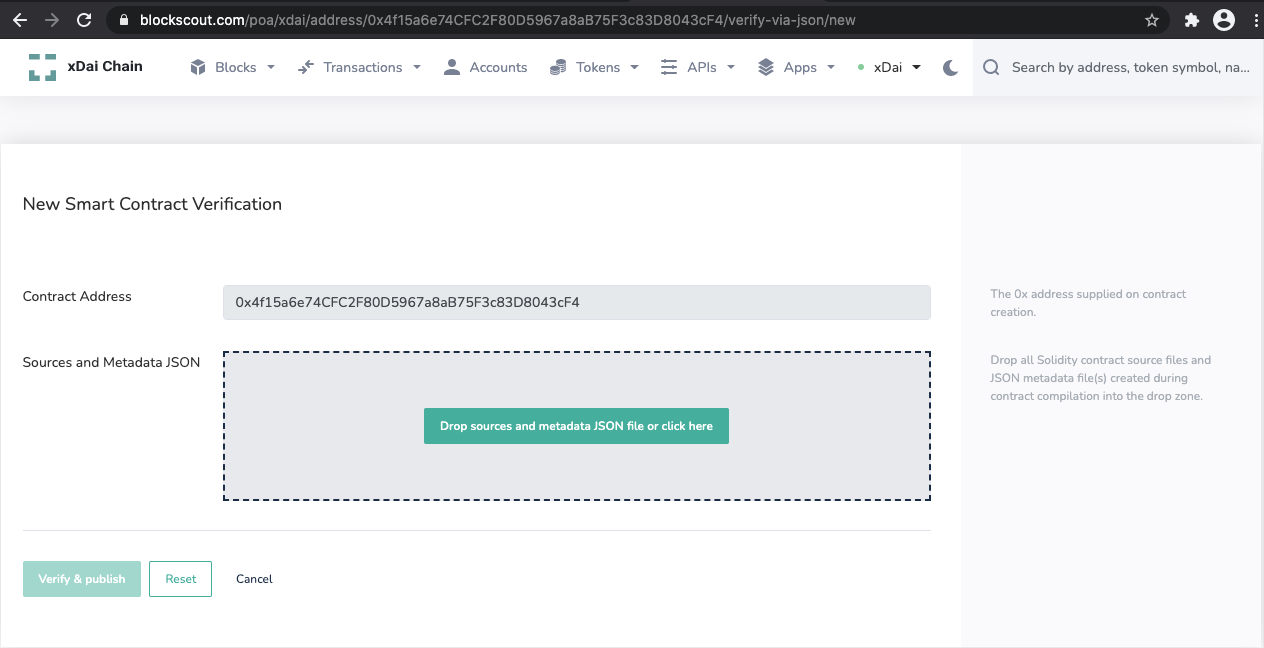 blockscout.com/poa/xdai/address/0x4f15a6e74CFC2F80D5967a8aB75F3c83D8043cF4/verify-via-json/new
xDai Chain Blocks Transactions Accounts Tokens APIs Apps xDai Search by address, token symbol, na...
New Smart Contract Verification
Contract Address
0x4f15a6e74CFC2F80D5967a8aB75F3c83D8043cF4
The 0x address supplied on contract
creation.
Sources and Metadata JSON
Drop sources and metadata JSON file or click here
Drop all Solidity contract source files and
JSON metadata file(s) created during
contract compilation into the drop zone.
Verify & publish Reset Cancel